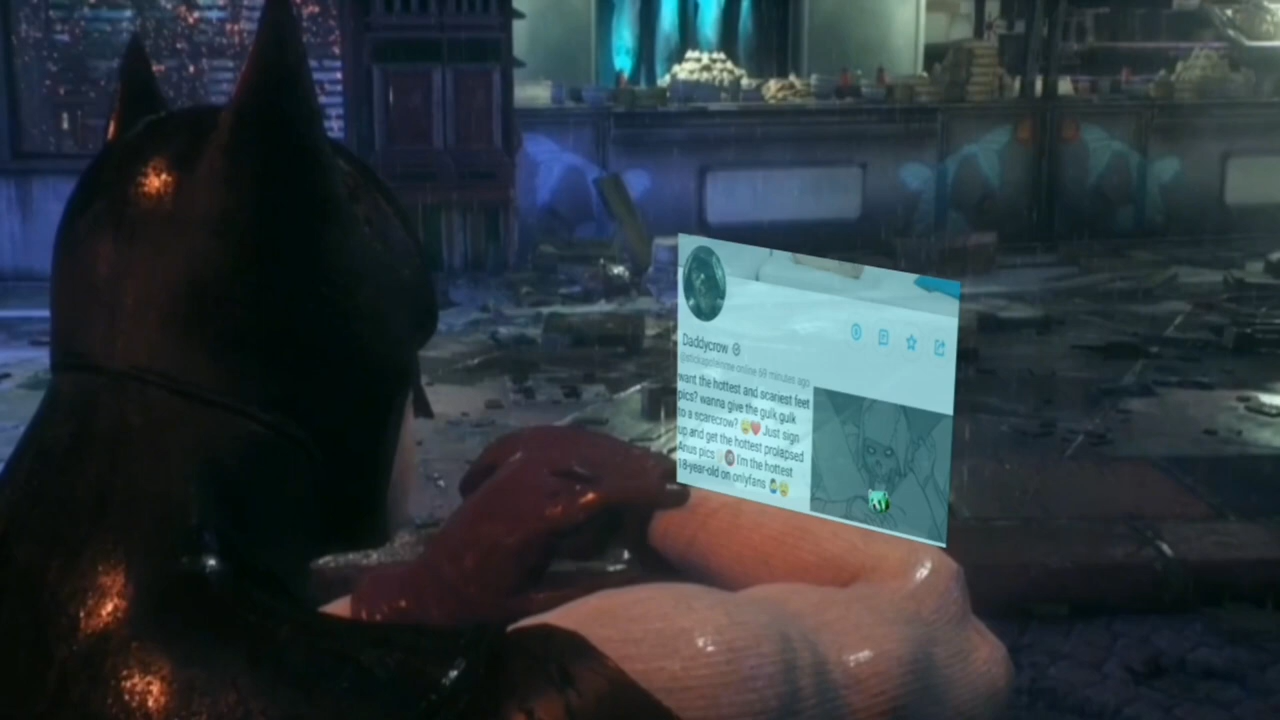 Daddycrow
online 69 minutes ago
want the hottest and scariest feet
pics? wanna give the gulk gulk
to a scarecrow? 😩❤️ Just sign
up and get the hottest prolapsed
Anus pics
I'm the hottest
18-year-old on onlyfans